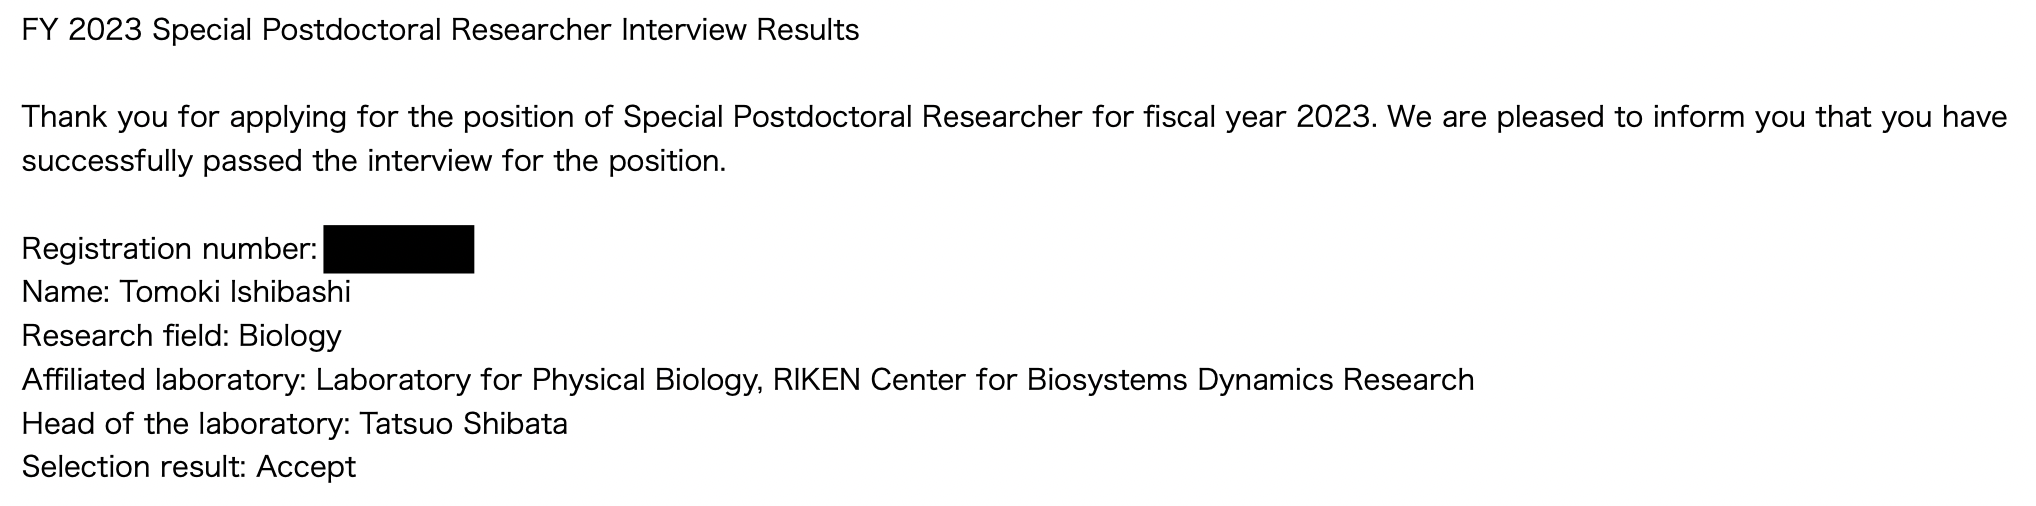 FY 2023 Special Postdoctoral Researcher Interview Results
Thank you for applying for the position of Special Postdoctoral Researcher for fiscal year 2023. We are pleased to inform you that you have
successfully passed the interview for the position.
Registration number:
Name: Tomoki Ishibashi
Research field: Biology
Affiliated laboratory: Laboratory for Physical Biology, RIKEN Center for Biosystems Dynamics Research
Head of the laboratory: Tatsuo Shibata
Selection result: Accept